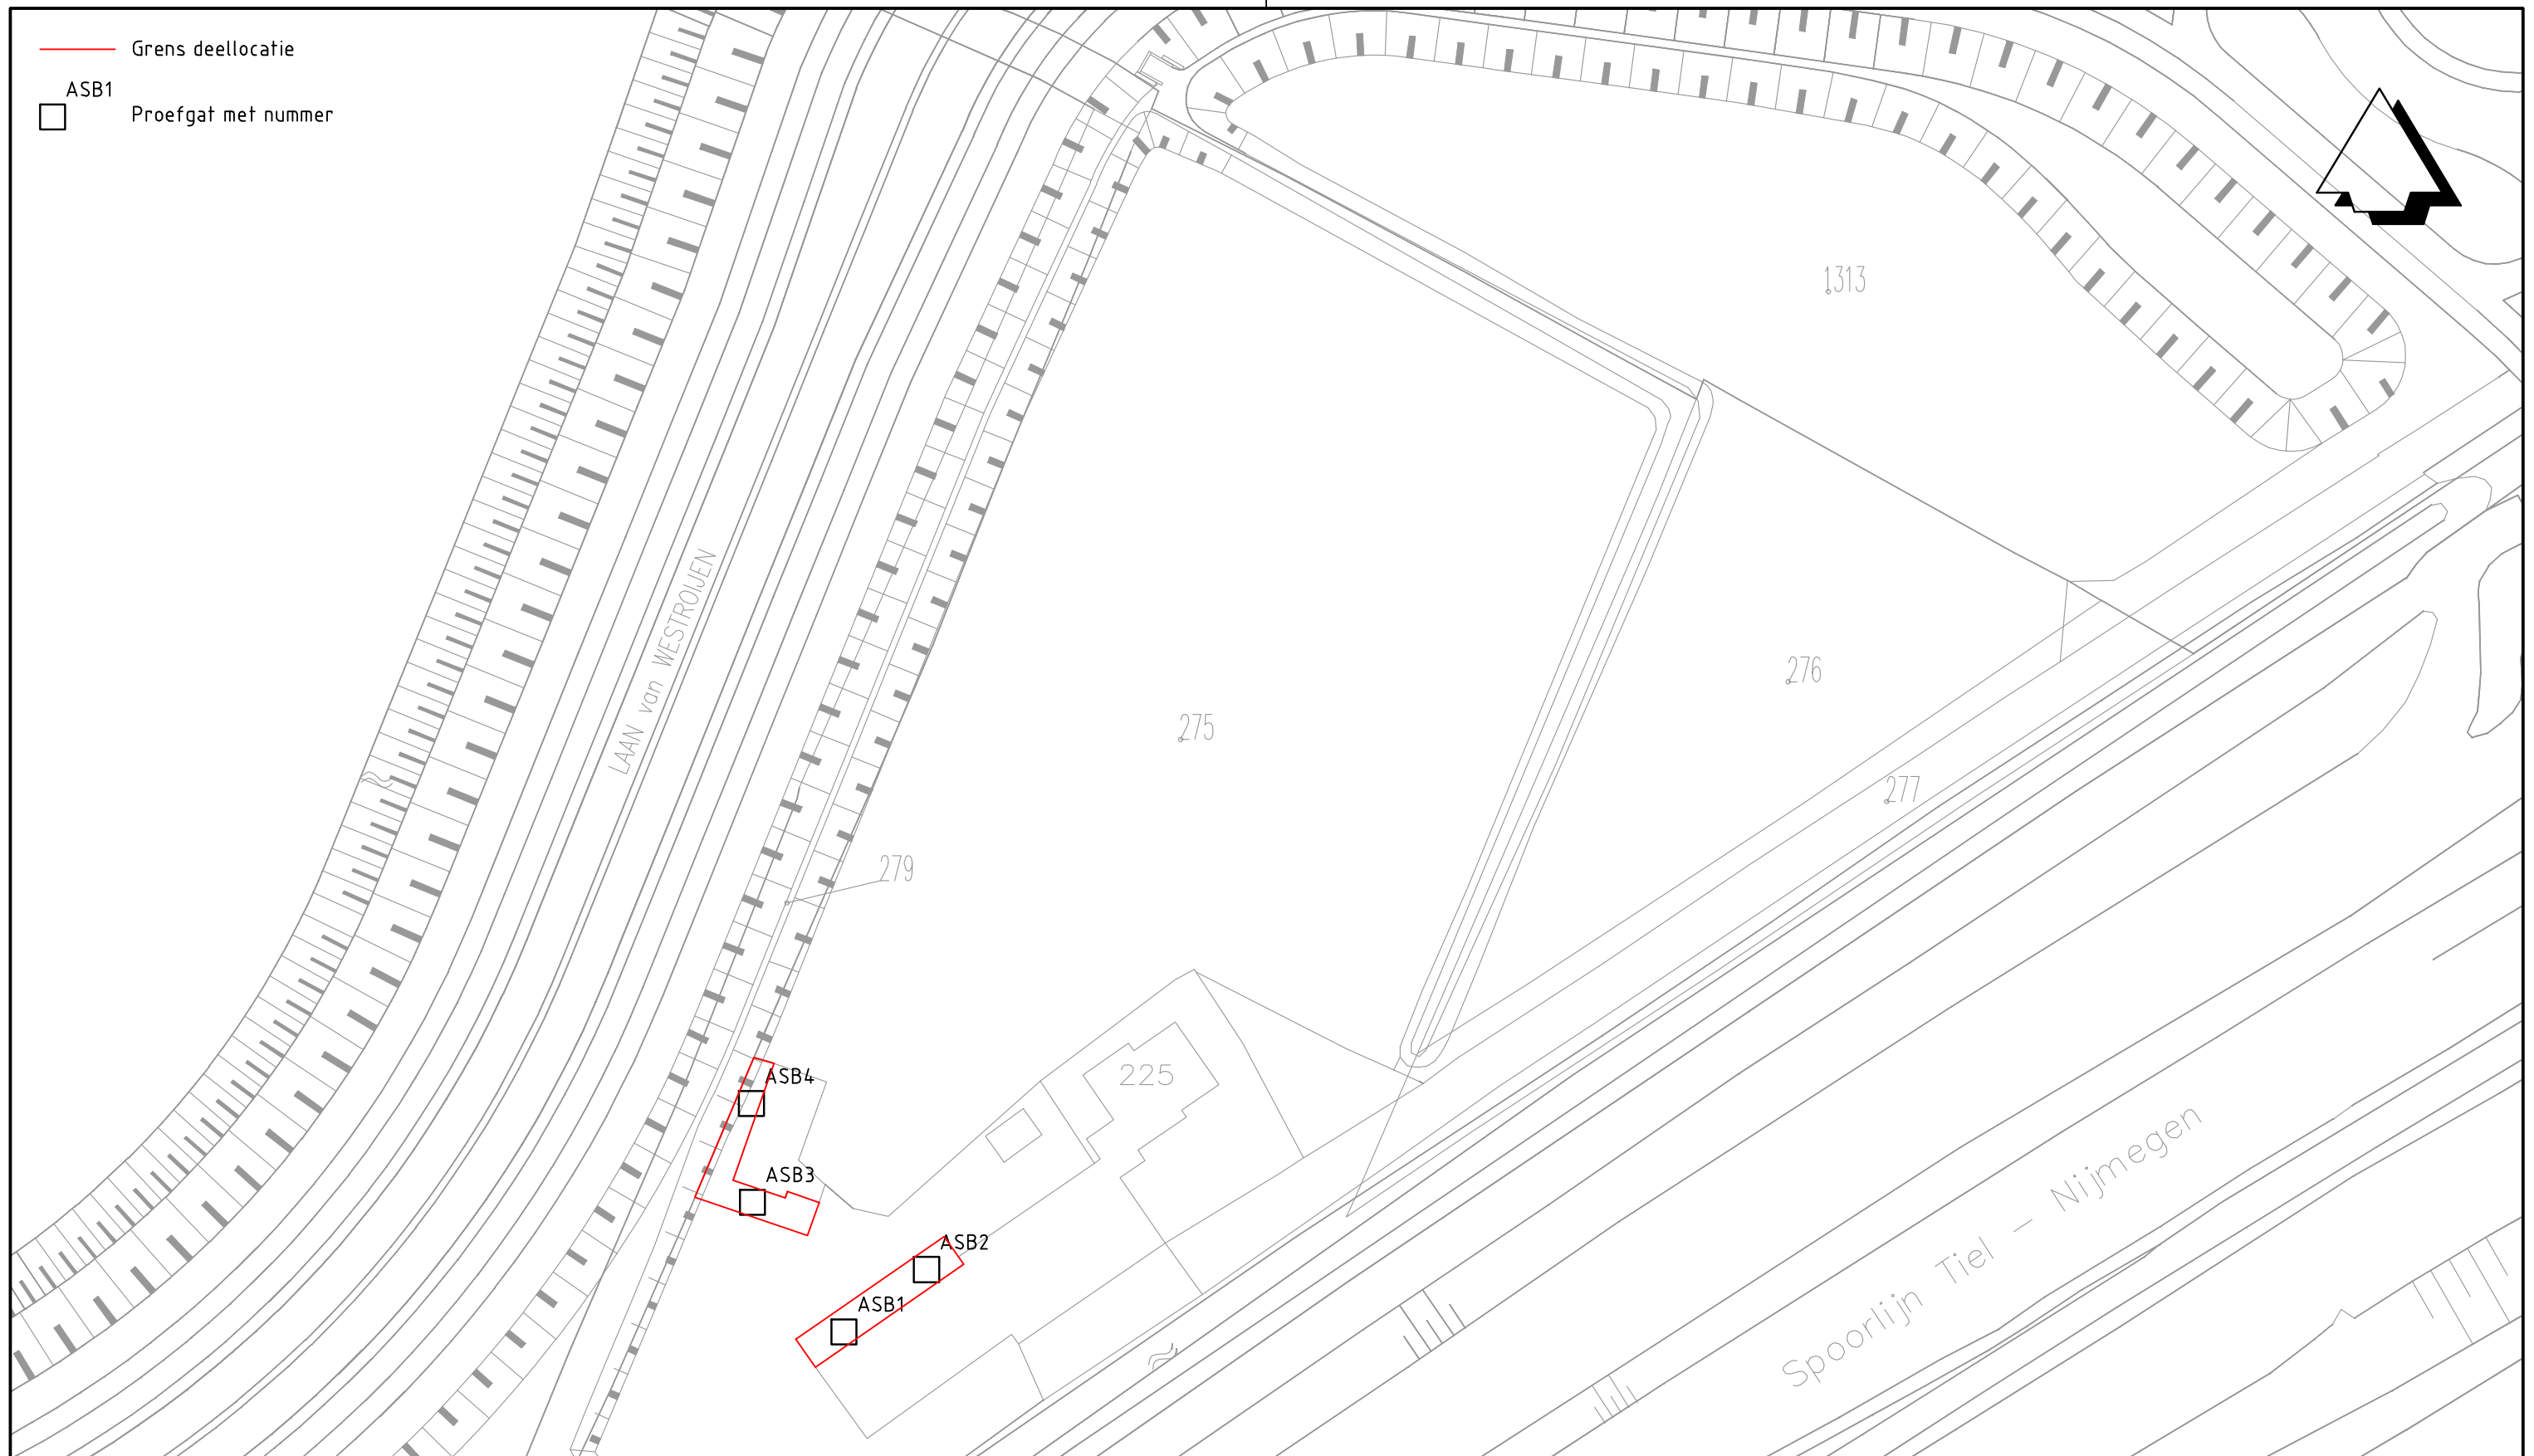 Grens deellocatie
ASB1
Proefgat met nummer
1313
LAAN van WESTROIJEN
276
275
277
279
225
ASB4
ASB3
ASB2
ASB1
Spoorlijn Tiel – Nijmegen